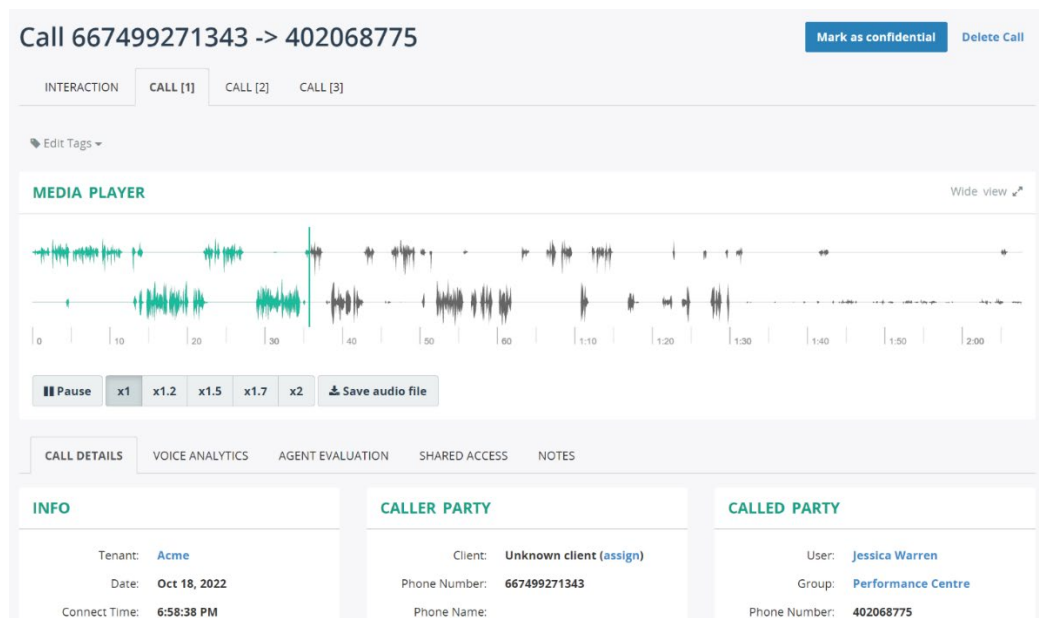 Call 667499271343 -> 402068775
Mark as confidential
Delete Call
INTERACTION CALL [1] CALL [2] CALL [3]
Edit Tags
MEDIA PLAYER
Wide view
0 10 20 30 40 50 60 1:10 1:20 1:30 1:40 1:50 2:00
Pause x1 x1.2 x1.5 x1.7 x2 Save audio file
CALL DETAILS VOICE ANALYTICS AGENT EVALUATION SHARED ACCESS NOTES
INFO
Tenant: Acme
Date: Oct 18, 2022
Connect Time: 6:58:38 PM
CALLER PARTY
Client: Unknown client (assign)
Phone Number: 667499271343
Phone Name:
CALLED PARTY
User: Jessica Warren
Group: Performance Centre
Phone Number: 402068775